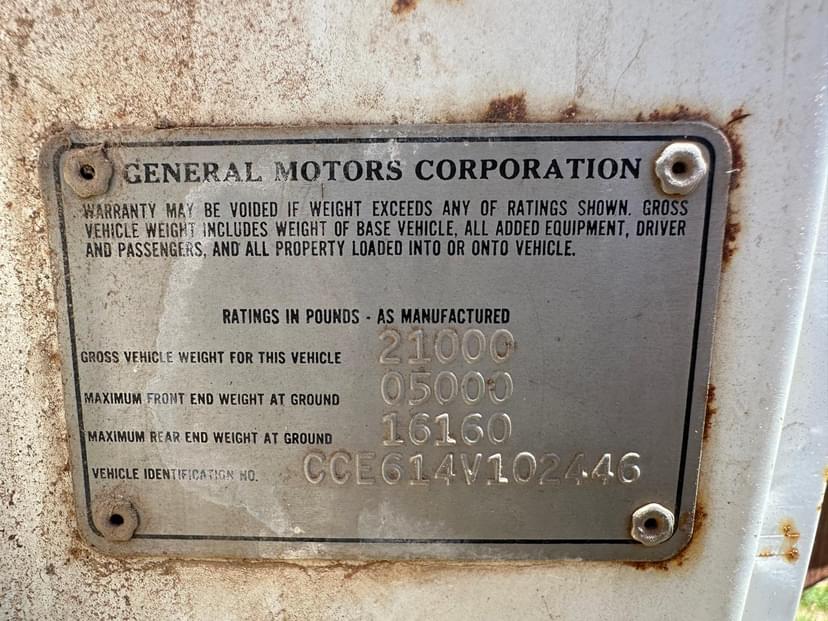 GENERAL MOTORS CORPORATION
WARRANTY MAY BE VOIDED IF WEIGHT EXCEEDS ANY OF RATINGS SHOWN. GROSS
VEHICLE WEIGHT INCLUDES WEIGHT OF BASE VEHICLE, ALL ADDED EQUIPMENT, DRIVER
AND PASSENGERS, AND ALL PROPERTY LOADED INTO OR ONTO VEHICLE.
RATINGS IN POUNDS - AS MANUFACTURED
GROSS VEHICLE WEIGHT FOR THIS VEHICLE 21000
MAXIMUM FRONT END WEIGHT AT GROUND 05000
MAXIMUM REAR END WEIGHT AT GROUND 16160
VEHICLE IDENTIFICATION NO. CCE614V102446